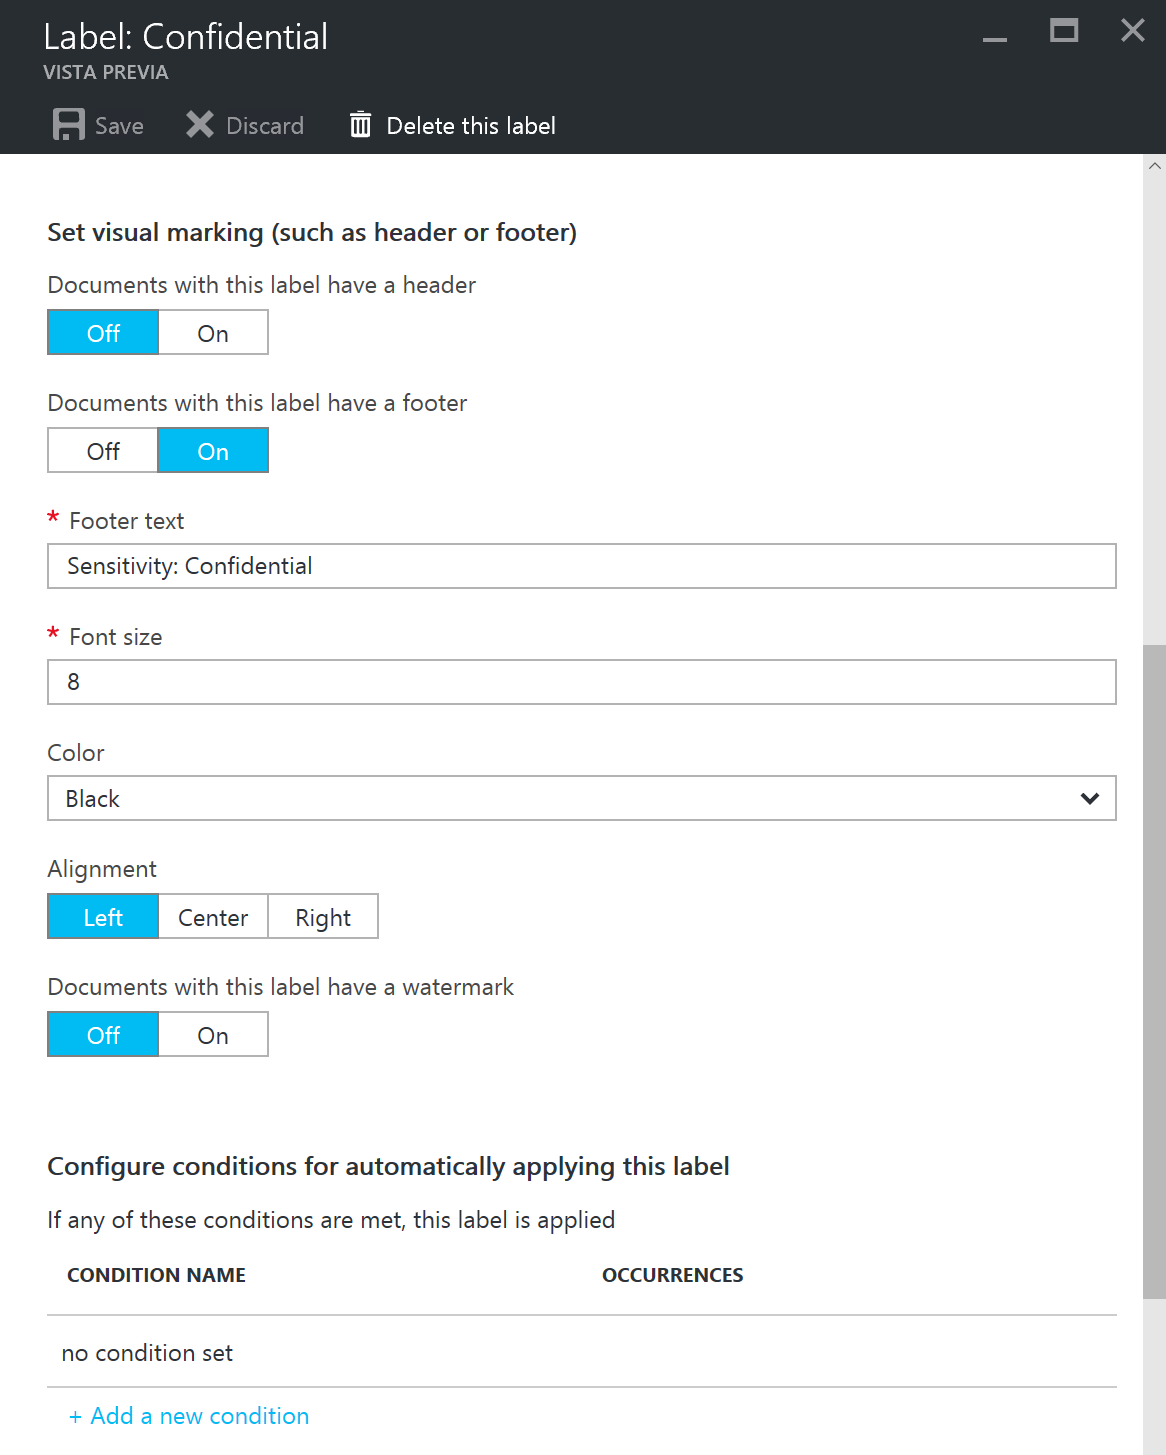 Label: Confidential
VISTA PREVIA
Save Discard Delete this label
Set visual marking (such as header or footer)
Documents with this label have a header
Off On
Documents with this label have a footer
Off On
* Footer text
Sensitivity: Confidential
* Font size
8
Color
Black
Alignment
Left Center Right
Documents with this label have a watermark
Off On
Configure conditions for automatically applying this label
If any of these conditions are met, this label is applied
CONDITION NAME OCCURRENCES
no condition set
+ Add a new condition